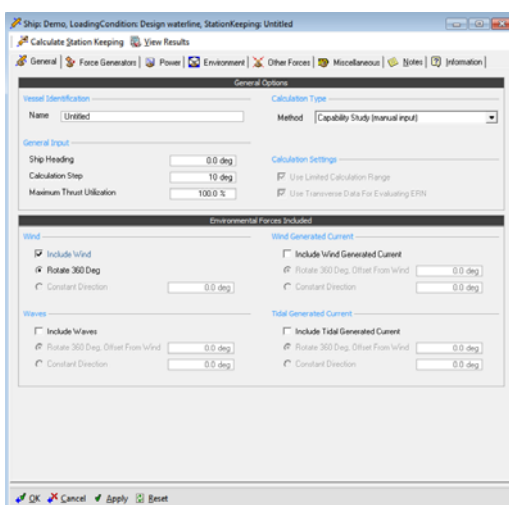 Ship: Demo, LoadingCondition: Design waterline, StationKeeping: Untitled
Calculate Station Keeping View Results
General Force Generators Power Environment Other Forces Miscellaneous Notes Information
General Options
Vessel Identification Calculation Type
Name Untitled Method Capability Study (manual input)
General Input Calculation Settings
Ship Heading 0.0 deg Use Limited Calculation Range
Calculation Step 10 deg Use Transverse Data For Evaluating ERN
Maximum Thrust Utilization 100.0 %
Environmental Forces Included
Wind Wind Generated Current
Include Wind Include Wind Generated Current
Rotate 360 Deg Rotate 360 Deg, Offset From Wind 0.0 deg
Constant Direction 0.0 deg Constant Direction 0.0 deg
Waves Tidal Generated Current
Include Waves Include Tidal Generated Current
Rotate 360 Deg, Offset From Wind 0.0 deg Rotate 360 Deg, Offset From Wind 0.0 deg
Constant Direction 0.0 deg Constant Direction 0.0 deg
OK Cancel Apply Reset